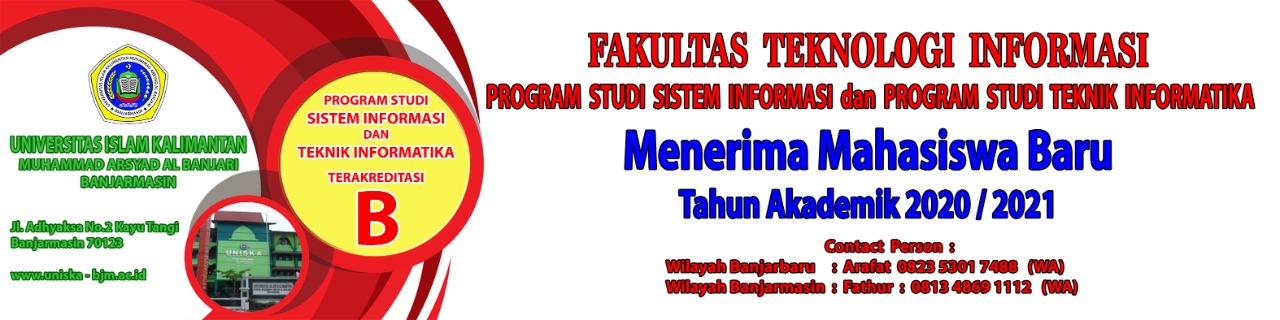 UNIVERSITAS ISLAM KALIMANTAN
MUHAMMAD ARSYAD AL BANJARI
BANJARMASIN
Jl. Adhyaksa No.2 Kayu Tangi
Banjarmasin 70123
www.uniska - bjm.ac.id
PROGRAM STUDI
SISTEM INFORMASI
DAN
TEKNIK INFORMATIKA
TERAKREDITASI
B
UNISKA
FAKULTAS TEKNOLOGI INFORMASI
PROGRAM STUDI SISTEM INFORMASI dan PROGRAM STUDI TEKNIK INFORMATIKA
Menerima Mahasiswa Baru
Tahun Akademik 2020 / 2021
Contact Person :
Wilayah Banjarbaru : Arafat 0823 5301 7488 (WA)
Wilayah Banjarmasin : Fathur : 0813 4869 1112 (WA)